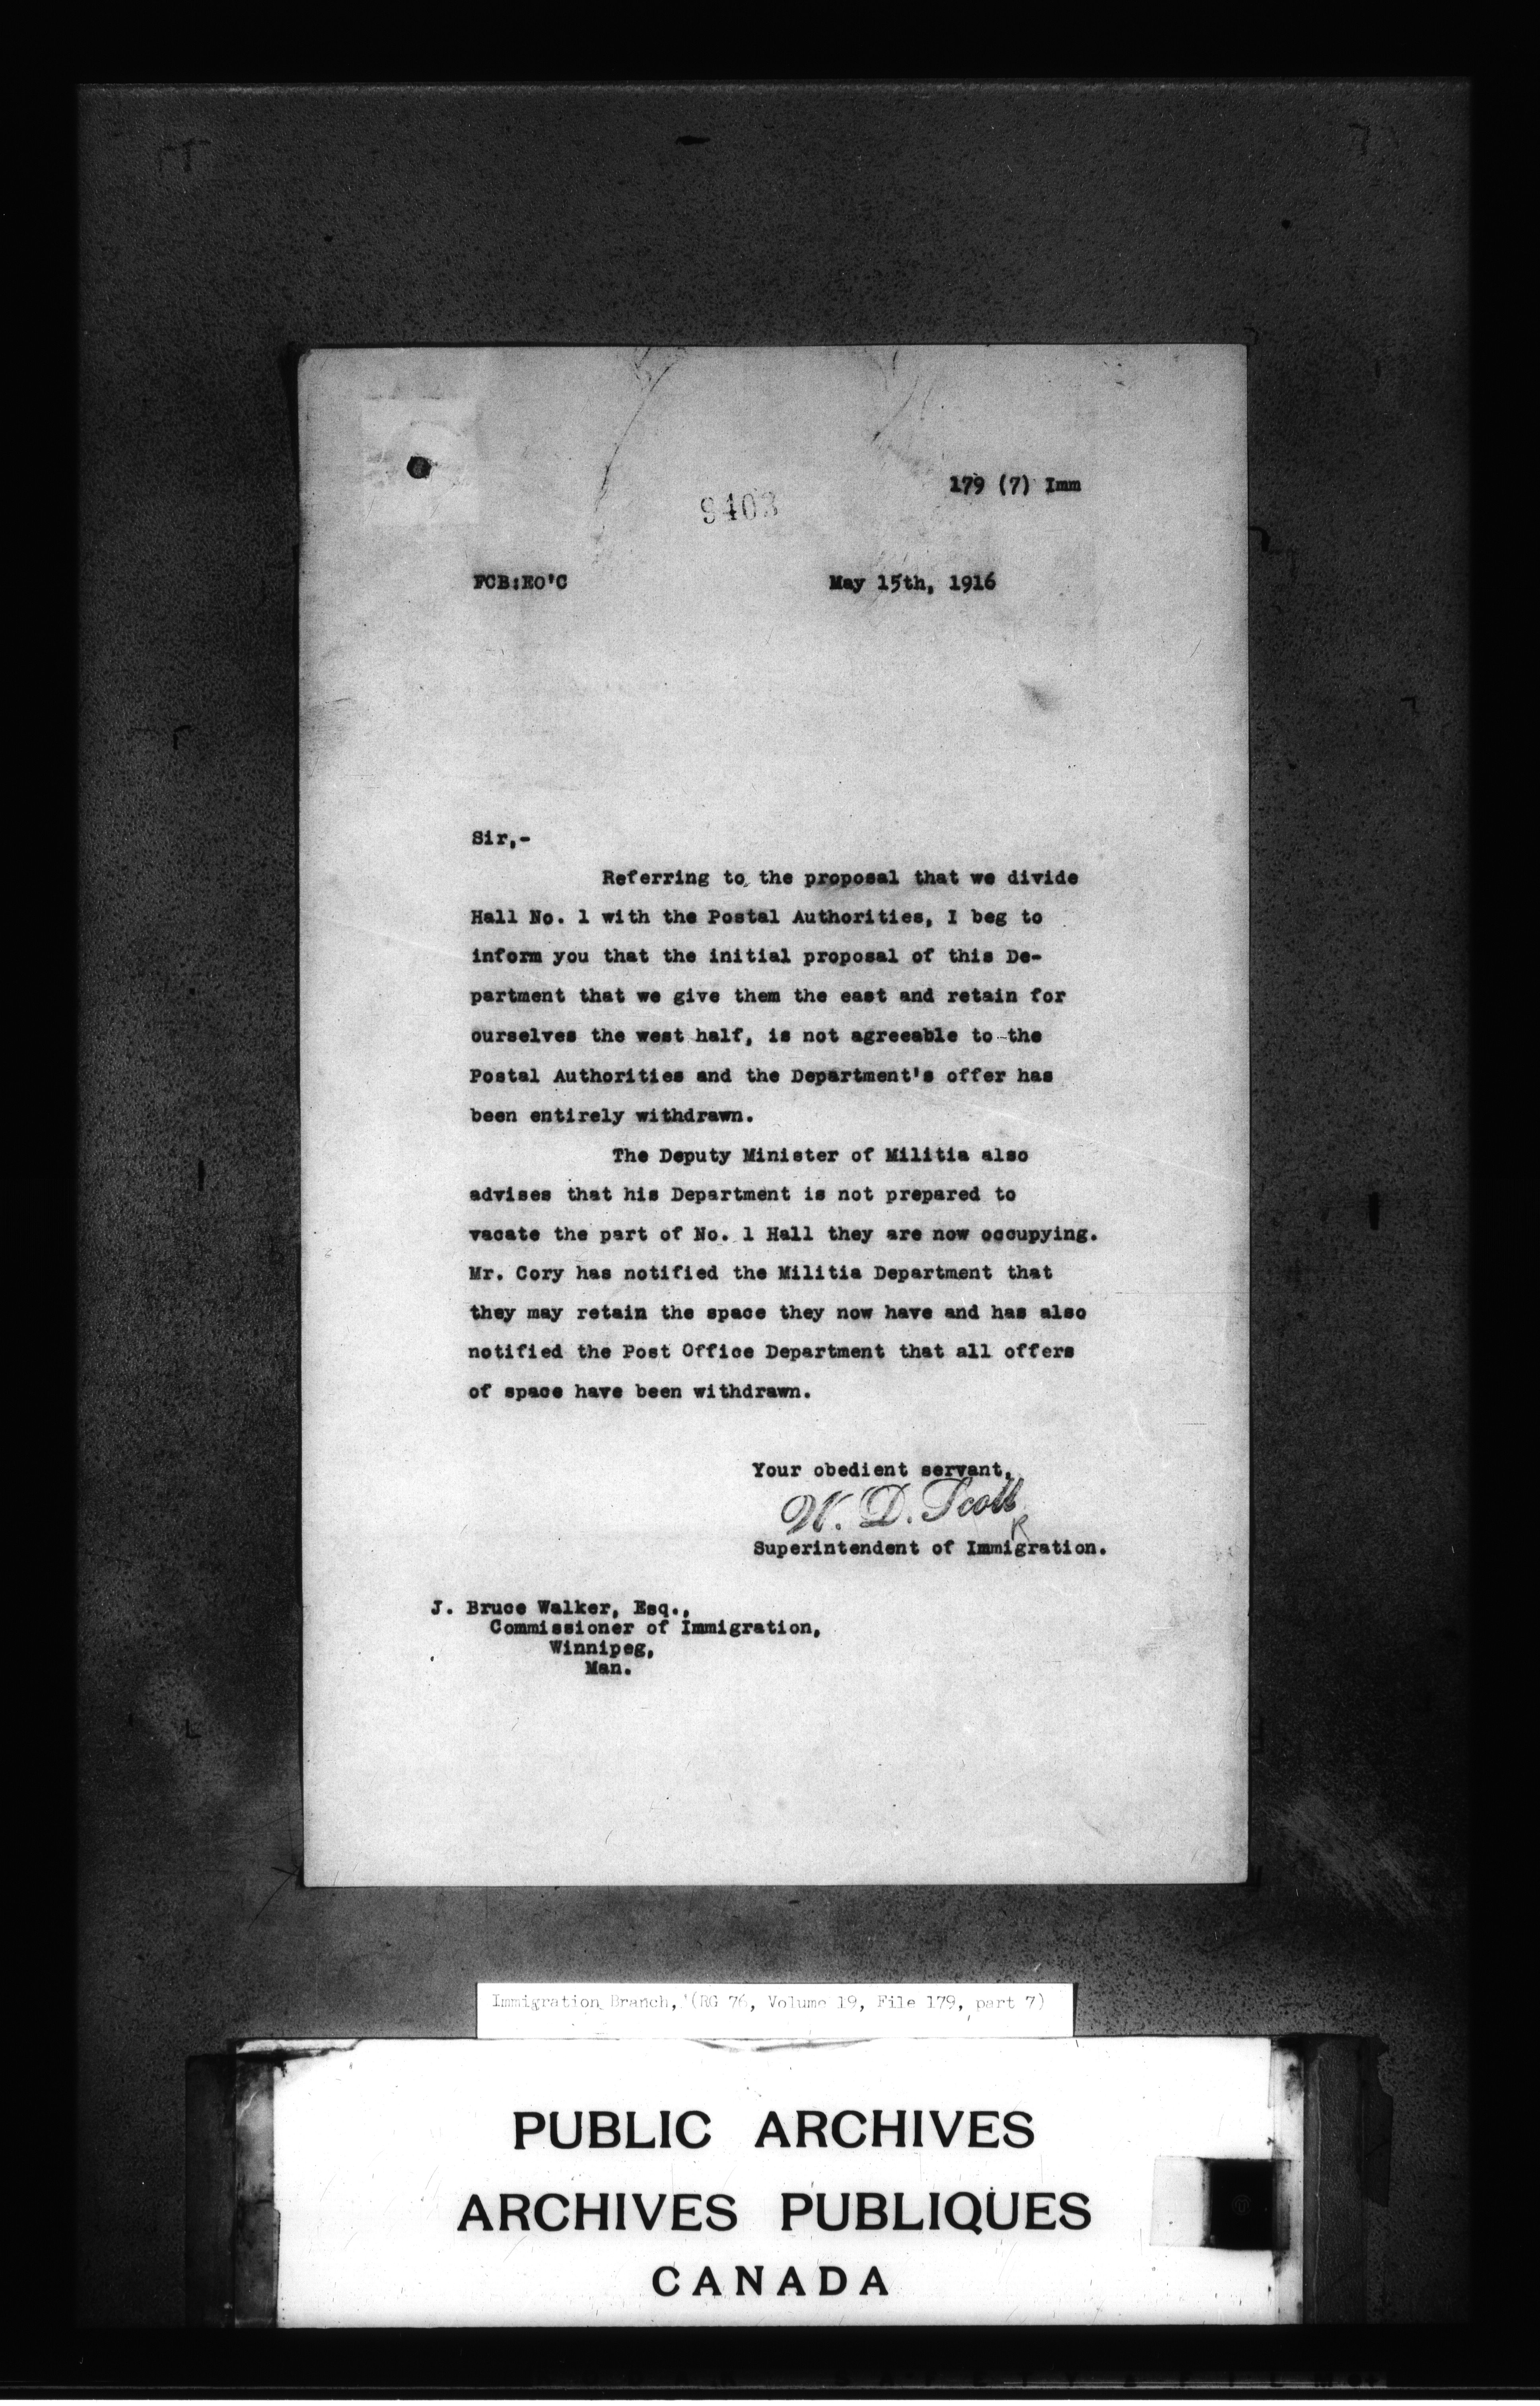 179 (7) Imm
9403
FCB:EO'C
May 15th, 1916
Sir,-
Referring to the proposal that we divide
Hall No. 1 with the Postal Authorities, I beg to
inform you that the initial proposal of this De-
partment that we give them the east and retain for
ourselves the west half, is not agreeable to the
Postal Authorities and the Department's offer has
been entirely withdrawn.
The Deputy Minister of Militia also
advises that his Department is not prepared to
vacate the part of No. 1 Hall they are now occupying.
Mr. Cory has notified the Militia Department that
they may retain the space they now have and has also
notified the Post Office Department that all offers
of space have been withdrawn.
Your obedient servant,
W. D. Scott
R
Superintendent of Immigration.
J. Bruce Walker, Esq.,
Commissioner of Immigration,
Winnipeg,
Man.
Immigration Branch, (RG 76, Volume 19, File 179, part 7)
PUBLIC ARCHIVES
ARCHIVES PUBLIQUES
CANADA